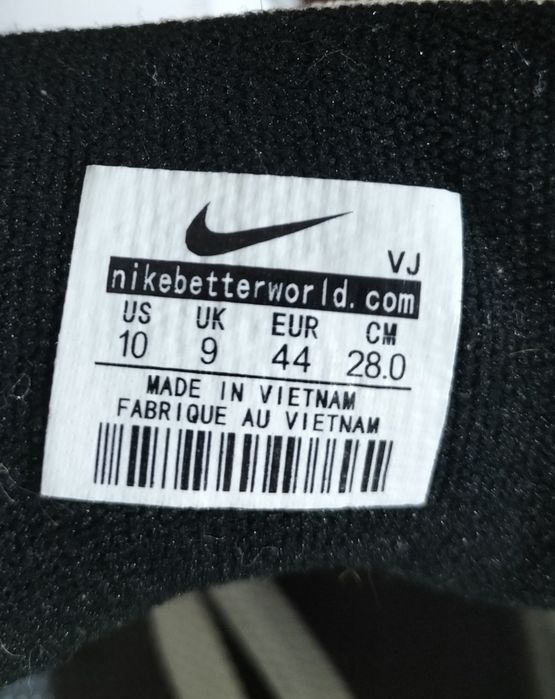 VJ
nikebetterworld.com
US UK EUR CM
10 9 44 28.0
MADE IN VIETNAM
FABRIQUE AU VIETNAM